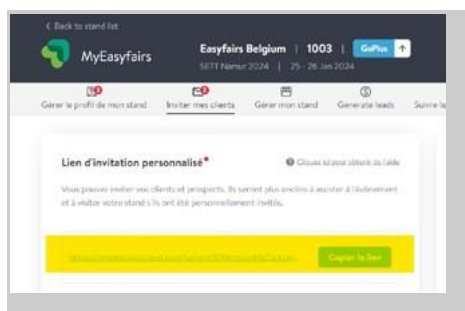 < Back to stand list
MyEasyfairs
Easyfairs Belgium | 1003 | GoPlus
SETT Namur 2024 | 25 - 26 Jan 2024
Gérer le profil de mon stand Inviter mes clients Gérer mon stand Generate leads Suivre le
Lien d'invitation personnalisé*
Cliquez ici pour obtenir de l'aide
Vous pouvez inviter vos clients et prospects. Ils seront plus enclins à assister à l'événement
et à visiter votre stand s'ils ont été personnellement invités.
Copier le lien